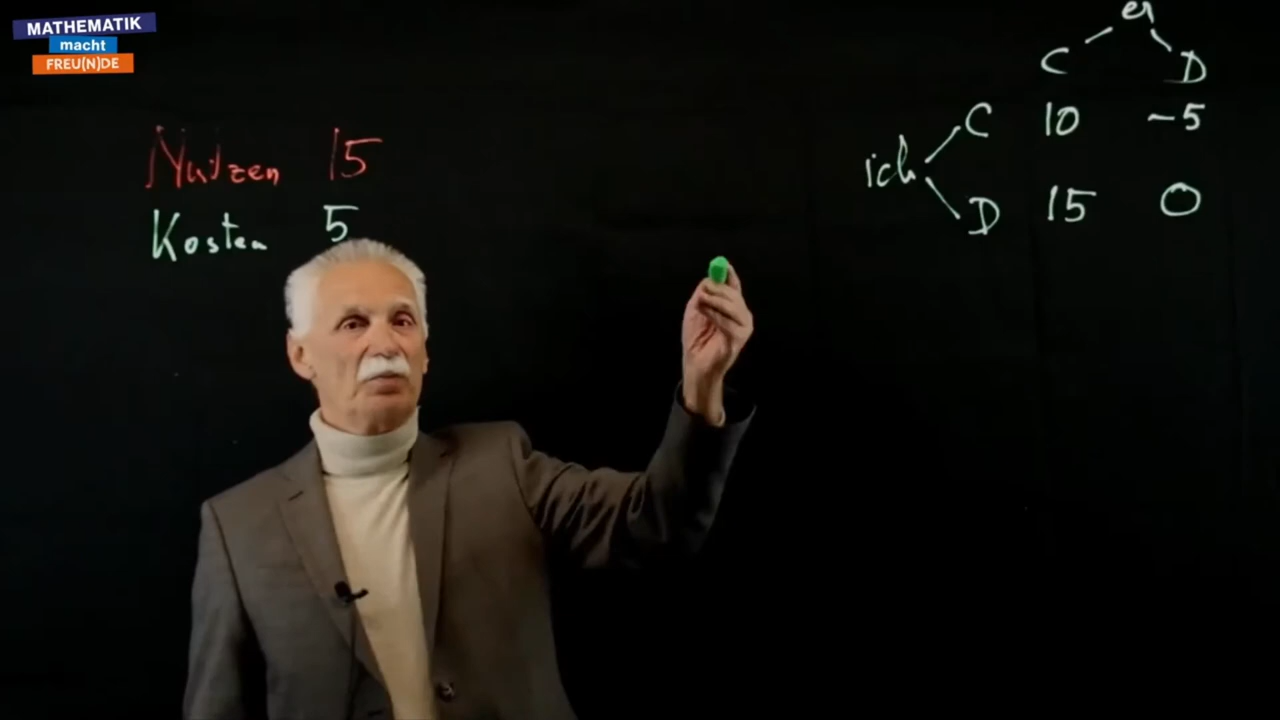 MATHEMATIK
macht
FREU(N)DE
Nutzen 15
Kosten 5
er
C D
ich C 10 -5
D 15 0